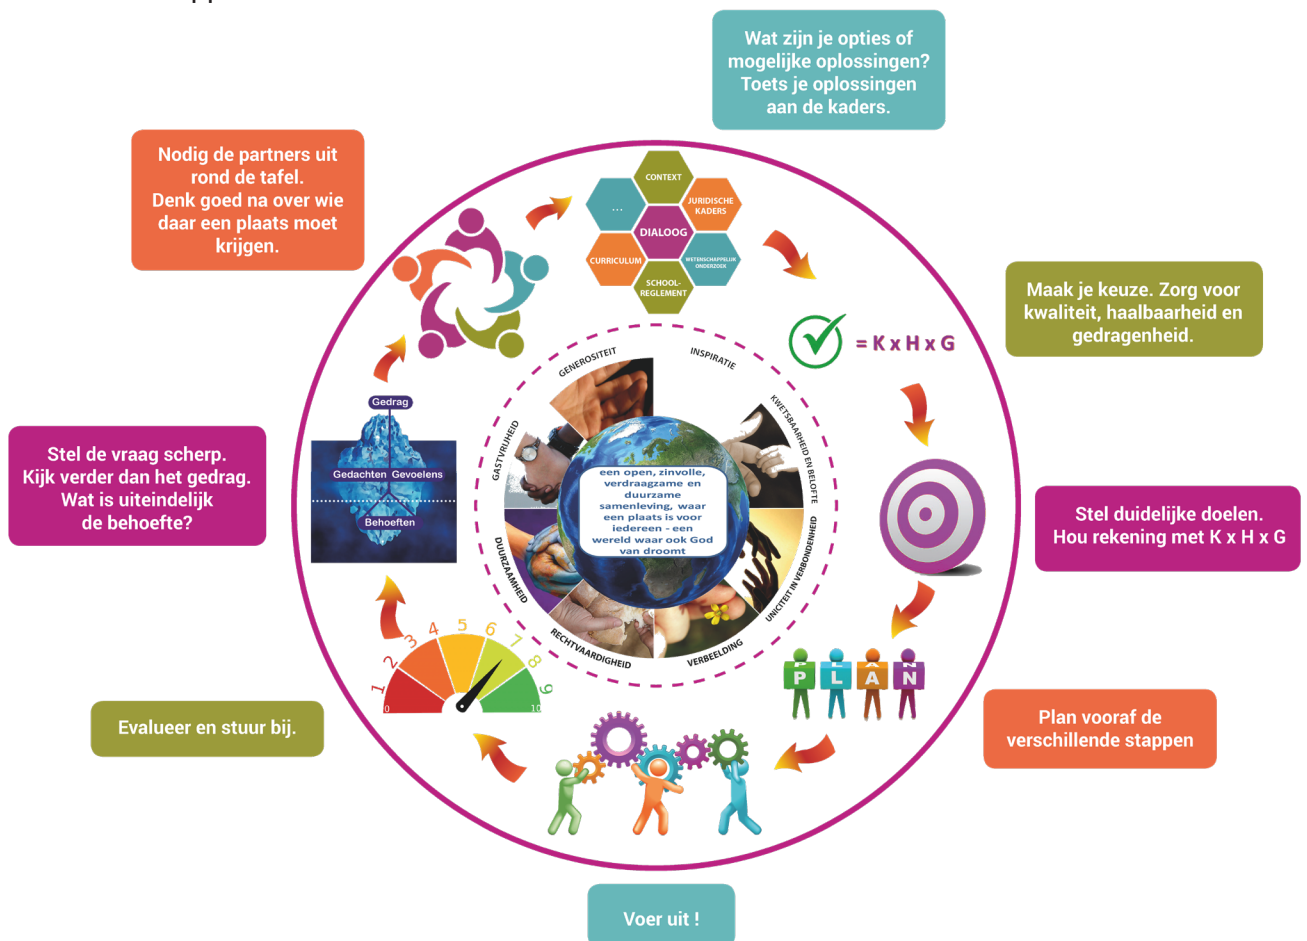 Wat zijn je opties of
mogelijke oplossingen?
Toets je oplossingen
aan de kaders.
Nodig de partners uit
rond de tafel.
Denk goed na over wie
daar een plaats moet
krijgen.
CONTEXT
...
JURIDISCHE
KADERS
DIALOOG
CURRICULUM
WETENSCHAPPELIJK
ONDERZOEK
SCHOOL-
REGLEMENT
Maak je keuze. Zorg voor
kwaliteit, haalbaarheid en
gedragenheid.
= K x H x G
Stel de vraag scherp.
Kijk verder dan het gedrag.
Wat is uiteindelijk
de behoefte?
Gedrag
Gedachten Gevoelens
Behoeften
GENEROSITEIT
INSPIRATIE
KWETSBAARHEID EN BELOFTE
UNICITEIT IN VERBONDENHEID
VERBEELDING
RECHTVAARDIGHEID
DUURZAAMHEID
GASTVRIJHEID
een open, zinvolle,
verdraagzame en
duurzame
samenleving, waar
een plaats is voor
iedereen - een
wereld waar ook God
van droomt
Stel duidelijke doelen.
Hou rekening met K x H x G
PLAN
Plan vooraf de
verschillende stappen
0 1 2 3 4 5 6 7 8 9 10
Evalueer en stuur bij.
Voer uit !